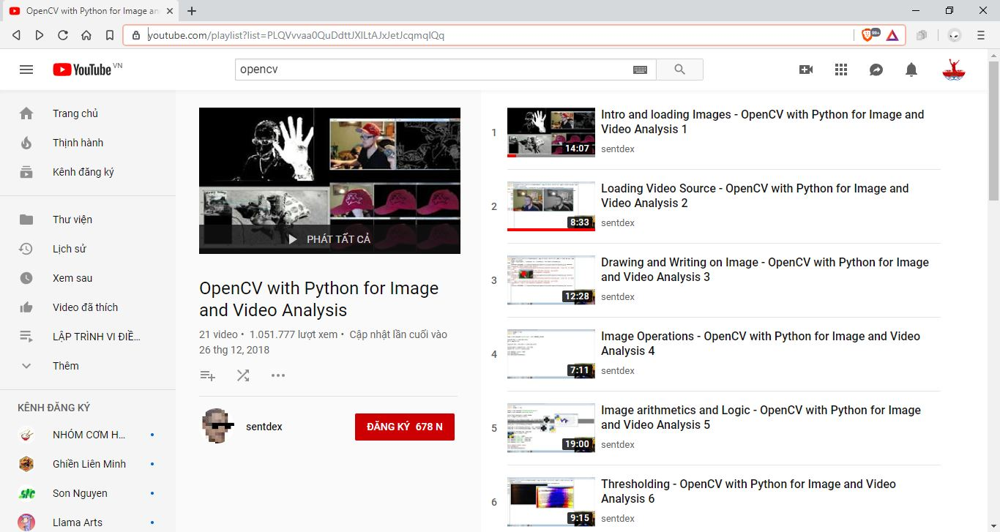 OpenCV with Python for Image an
youtube.com/playlist?list=PLQVvvaa0QuDdttJXlLtAJxJetJcqmqlQq
99+
YouTube VN
opencv
Trang chủ
Thịnh hành
Kênh đăng ký
Thư viện
Lịch sử
Xem sau
Video đã thích
LẬP TRÌNH VI ĐIỀ...
Thêm
KÊNH ĐĂNG KÝ
NHÓM CƠM H...
Ghiền Liên Minh
Son Nguyen
Llama Arts
PHÁT TẤT CẢ
OpenCV with Python for Image
and Video Analysis
21 video • 1.051.777 lượt xem • Cập nhật lần cuối vào
26 thg 12, 2018
sentdex
ĐĂNG KÝ 678 N
1
14:07
Intro and loading Images - OpenCV with Python for Image and
Video Analysis 1
sentdex
2
8:33
Loading Video Source - OpenCV with Python for Image and
Video Analysis 2
sentdex
3
12:28
Drawing and Writing on Image - OpenCV with Python for Image
and Video Analysis 3
sentdex
4
7:11
Image Operations - OpenCV with Python for Image and Video
Analysis 4
sentdex
5
19:00
Image arithmetics and Logic - OpenCV with Python for Image
and Video Analysis 5
sentdex
6
9:15
Thresholding - OpenCV with Python for Image and Video
Analysis 6
sentdex